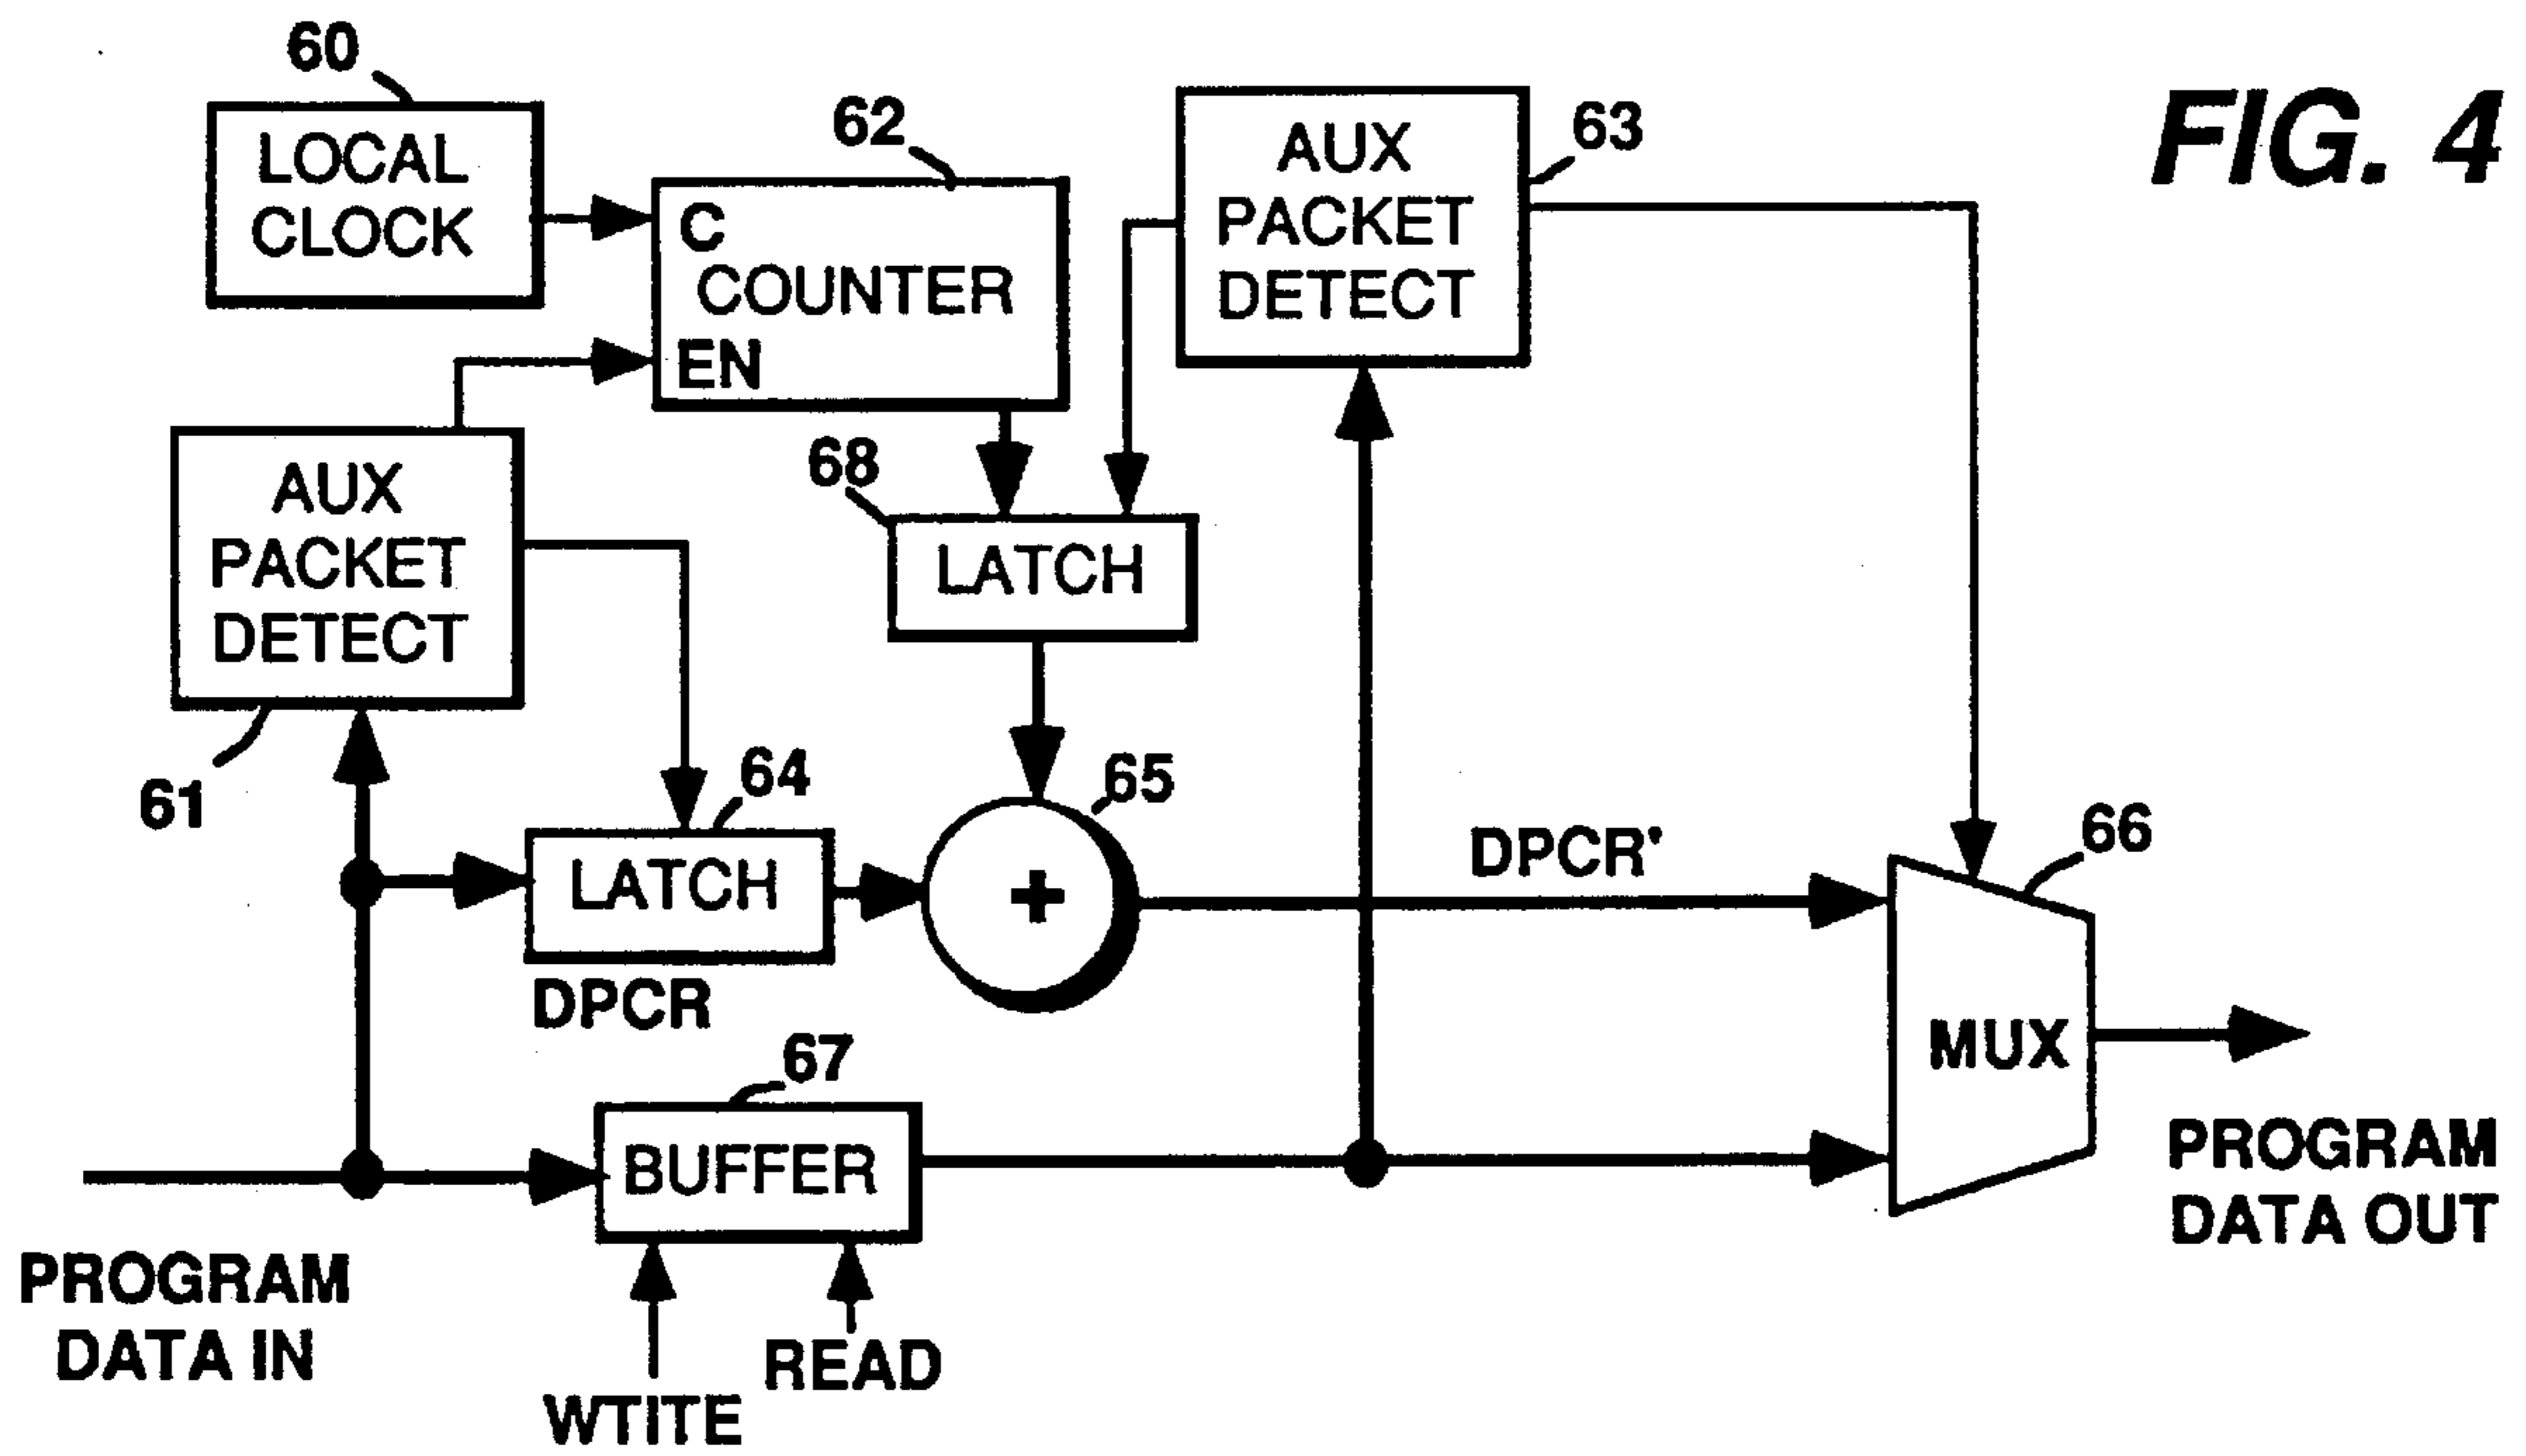 60
LOCAL
CLOCK
62
C
COUNTER
EN
AUX
PACKET
DETECT
63
FIG. 4
AUX
PACKET
DETECT
61
68
LATCH
64
LATCH
DPCR
65
+
DPCR'
66
MUX
67
BUFFER
PROGRAM
DATA IN
WTITE
READ
PROGRAM
DATA OUT